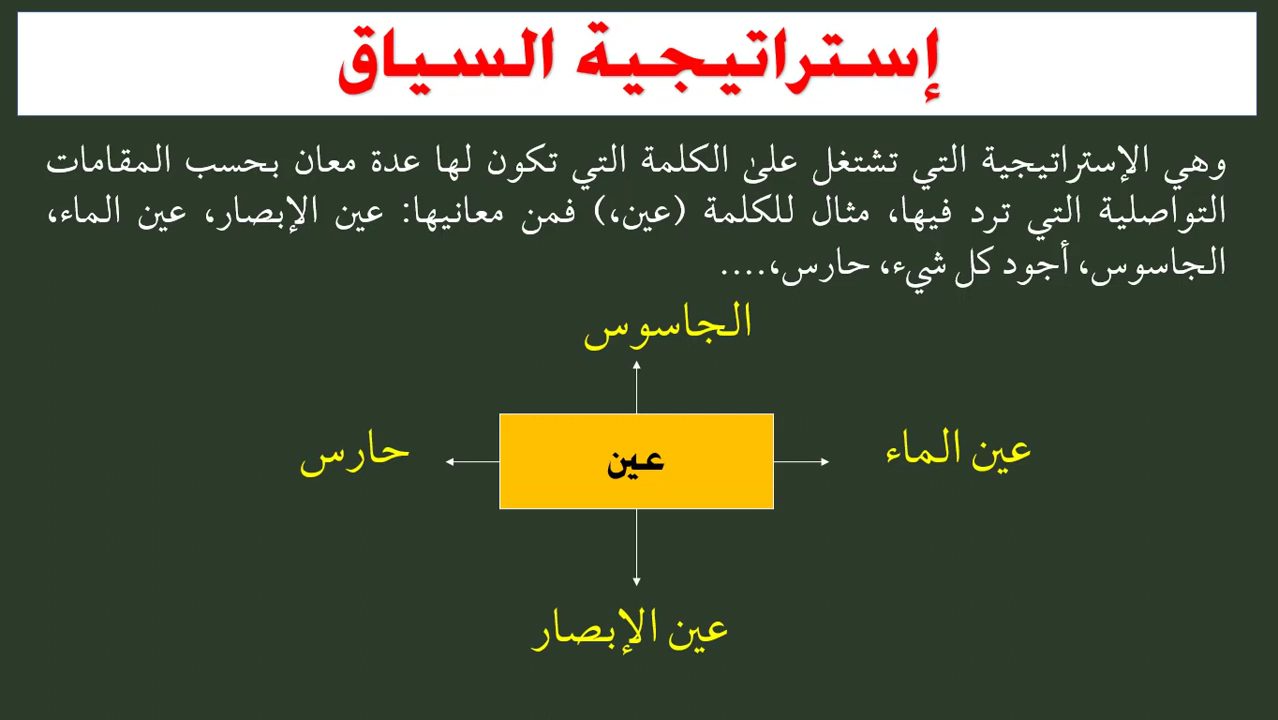 إستراتيجية السياق
وهي الإستراتيجية التي تشتغل على الكلمة التي تكون لها عدة معان بحسب المقامات
التواصلية التي ترد فيها، مثال للكلمة (عين،) فمن معانيها: عين الإبصار، عين الماء،
الجاسوس، أجود كل شيء، حارس،....
الجاسوس
عين الماء
عين
حارس
عين الإبصار